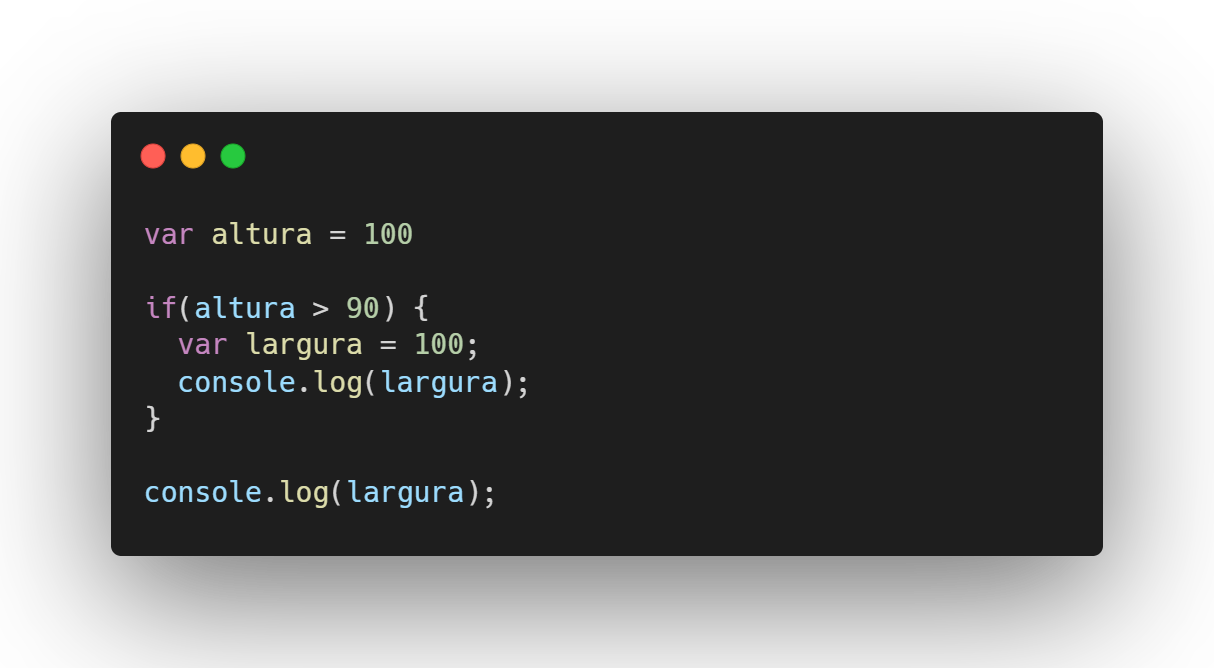 var altura = 100
if(altura > 90) {
  var largura = 100;
  console.log(largura);
}
console.log(largura);